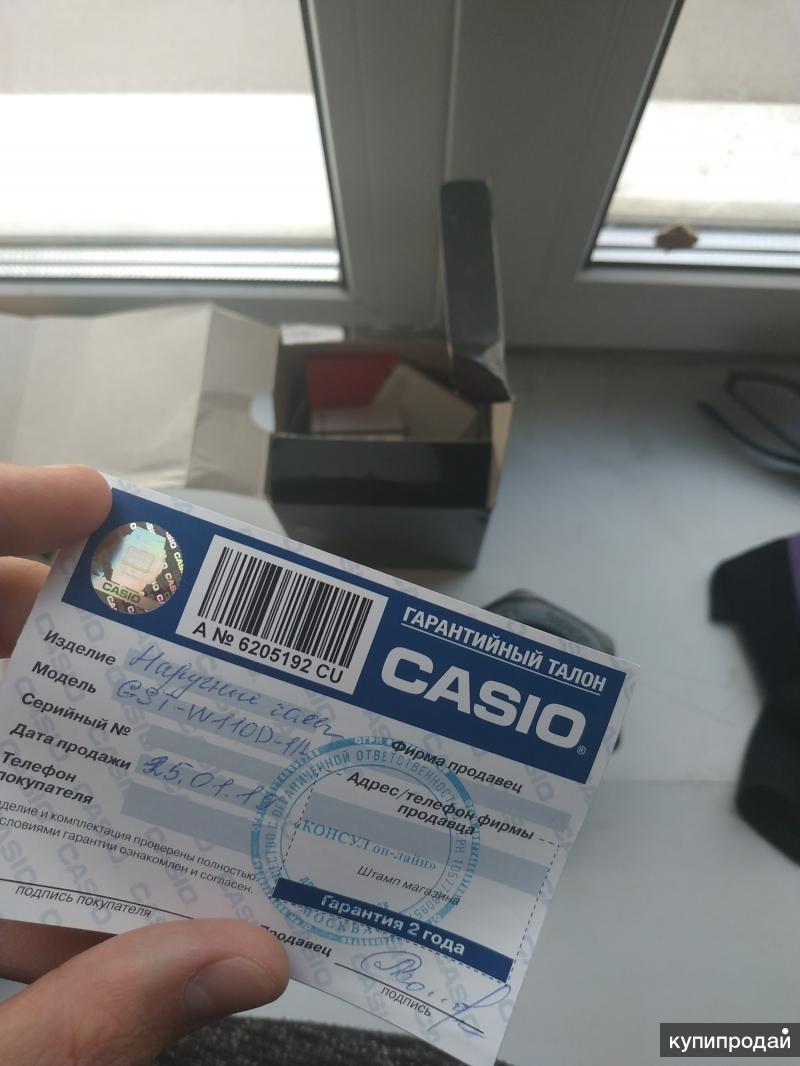 ГАРАНТИЙНЫЙ ТАЛОН
CASIO®
CASIO
A № 6205192 CU
Изделие Наручные часы
Модель GST-W110D-1A
Серийный №
Дата продажи 25.01.
Телефон
покупателя
Фирма продавец
Адрес/телефон фирмы
продавца
«КОНСУЛ он-лайн»
Штамп магазина
МОСКВА
Гарантия 2 года
делие и комплектация проверены полностью.
условиями гарантии ознакомлен и согласен.
подпись покупателя
Продавец
подпись
купипродай